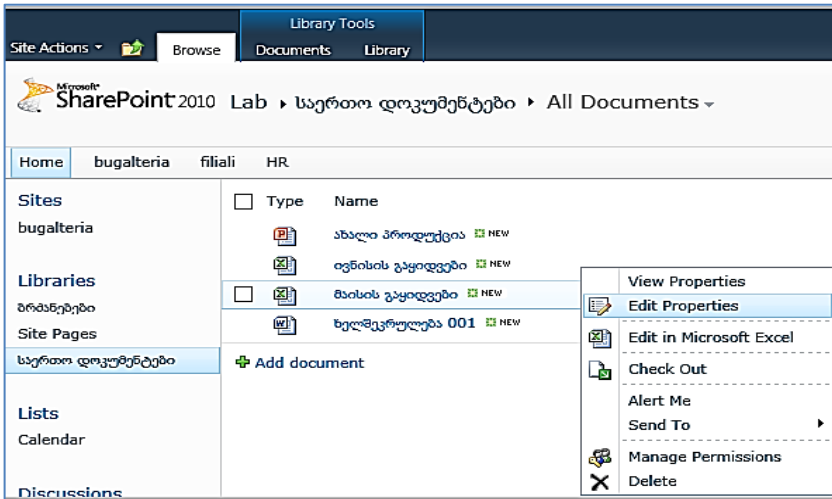 Library Tools
Site Actions Browse Documents Library
Microsoft
SharePoint 2010 Lab საერთო დოკუმენტები All Documents
Home bugalteria filiali HR
Sites
bugalteria
Libraries
ბრძანებები
Site Pages
საერთო დოკუმენტები
Lists
Calendar
Discussions
Type Name
ახალი პროდუქცია NEW
ივნისის გაყიდვები NEW
მაისის გაყიდვები NEW
ხელშეკრულება 001 NEW
Add document
View Properties
Edit Properties
Edit in Microsoft Excel
Check Out
Alert Me
Send To
Manage Permissions
Delete